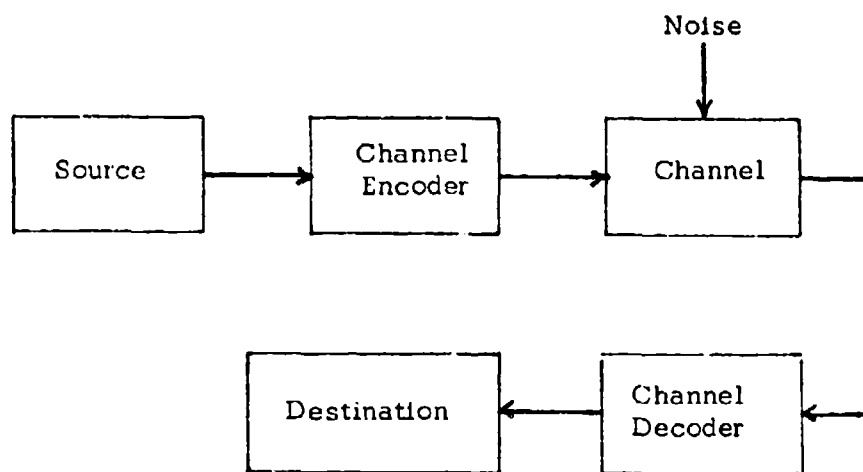 Noise
Source
Channel
Encoder
Channel
Destination
Channel
Decoder